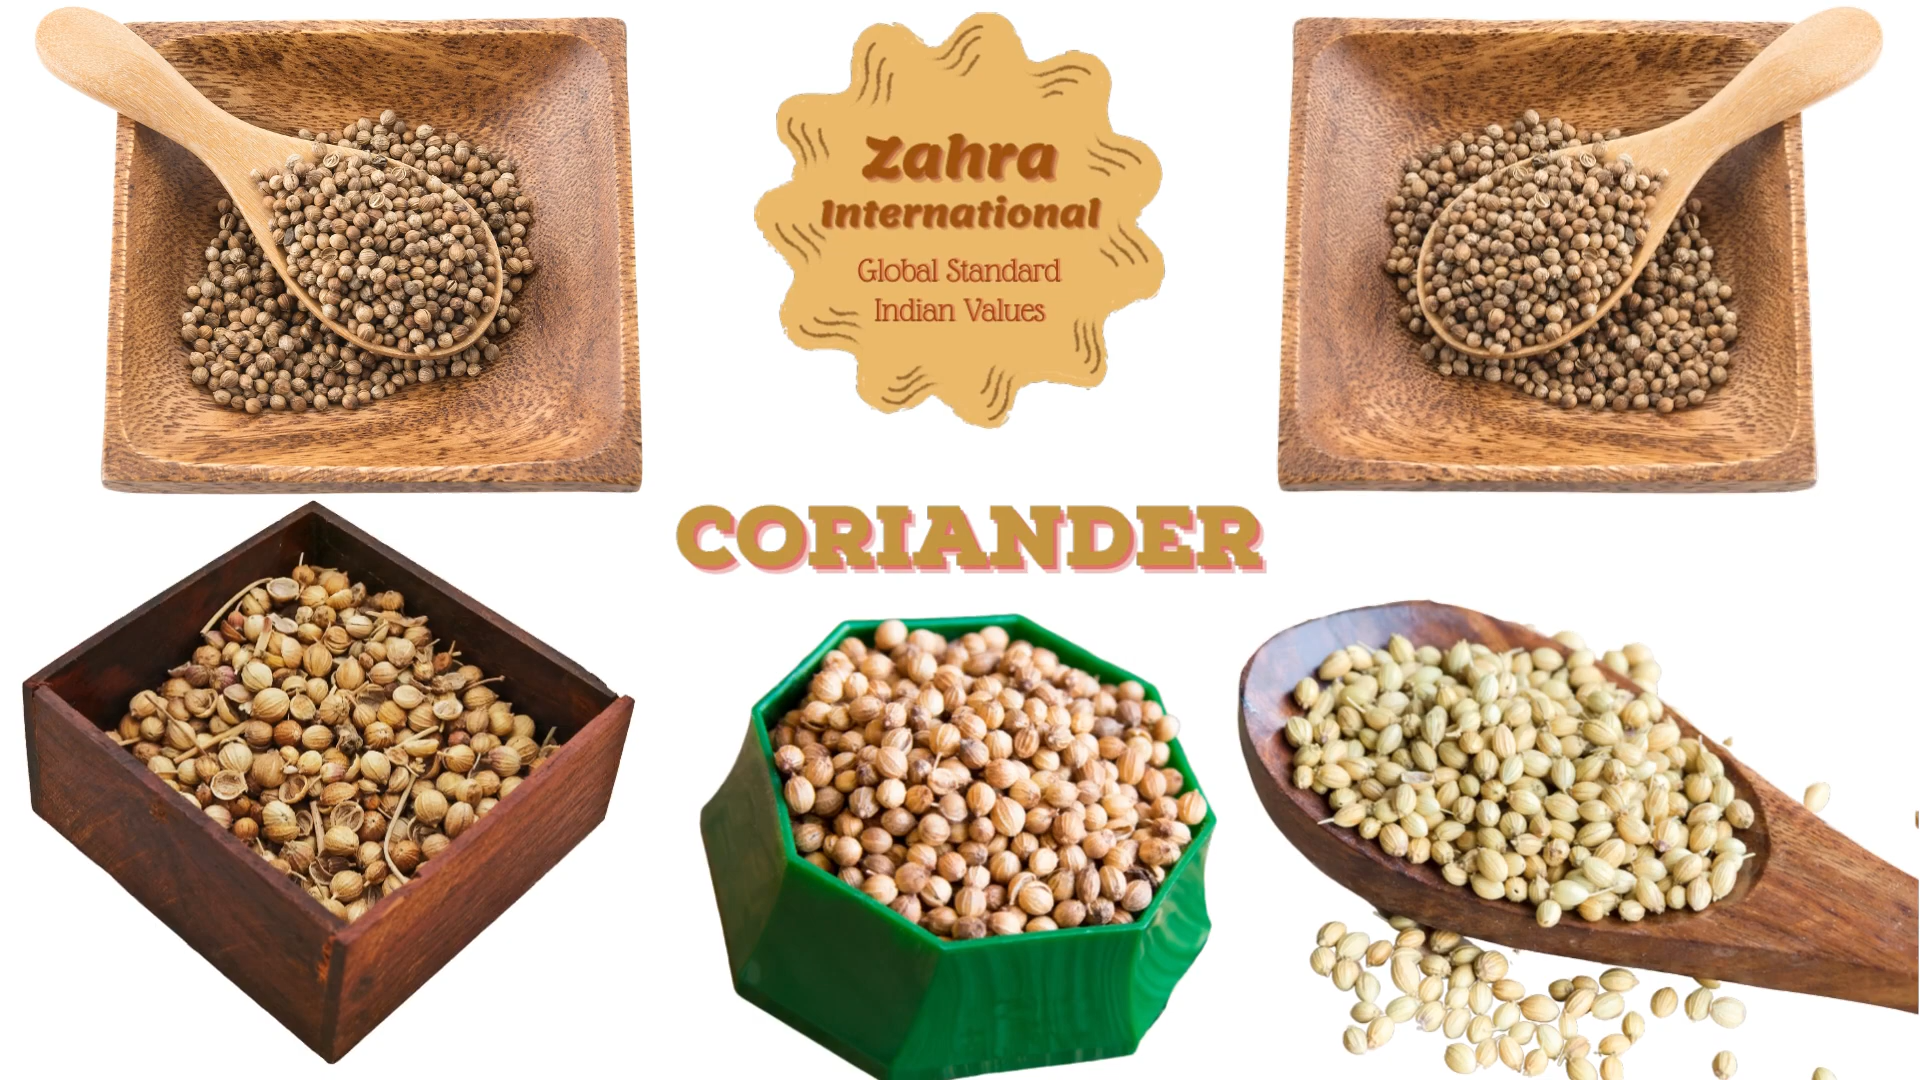 Zahra
International
Global Standard
Indian Values
CORIANDER